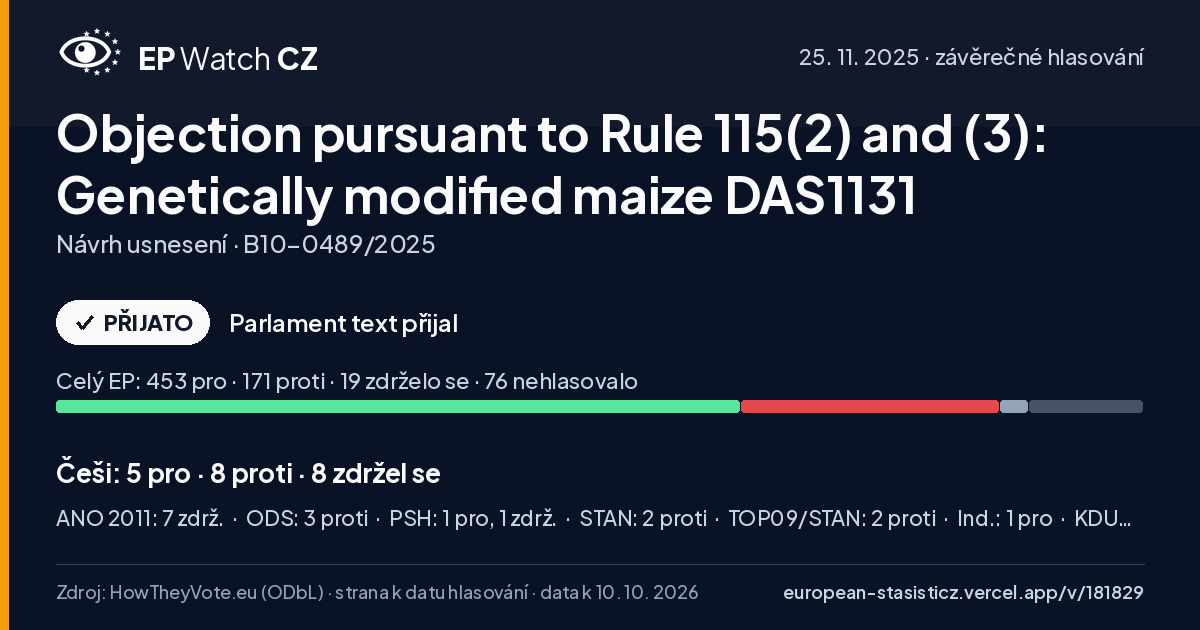 EP Watch CZ
25. 11. 2025 · závěrečné hlasování
Objection pursuant to Rule 115(2) and (3):
Genetically modified maize DAS1131
Návrh usnesení · B10-0489/2025
✓ PŘIJATO
Parlament text přijal
Celý EP: 453 pro · 171 proti · 19 zdrželo se · 76 nehlasovalo
Češi: 5 pro · 8 proti · 8 zdržel se
ANO 2011: 7 zdrž. · ODS: 3 proti · PSH: 1 pro, 1 zdrž. · STAN: 2 proti · TOP09/STAN: 2 proti · Ind.: 1 pro · KDU…
Zdroj: HowTheyVote.eu (ODbL) · strana k datu hlasování · data k 10. 10. 2026
european-stasisticz.vercel.app/v/181829